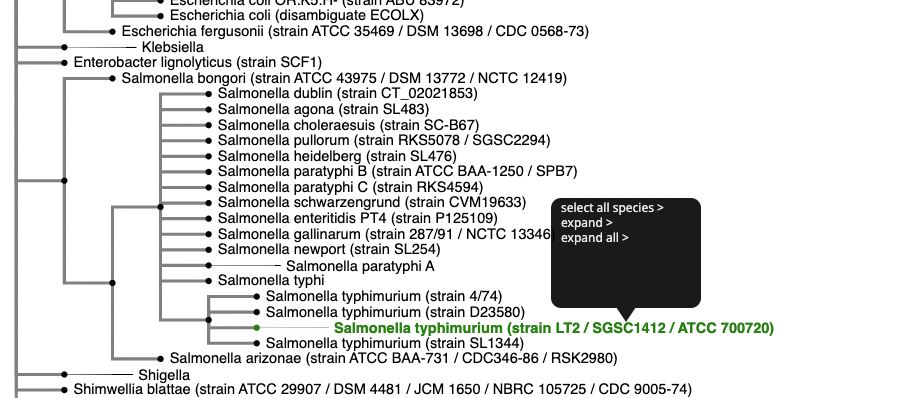 Escherichia coli OR:K5:H- (strain ABU 83972)
Escherichia coli (disambiguate ECOLX)
Escherichia fergusonii (strain ATCC 35469 / DSM 13698 / CDC 0568-73)
Klebsiella
Enterobacter lignolyticus (strain SCF1)
Salmonella bongori (strain ATCC 43975 / DSM 13772 / NCTC 12419)
Salmonella dublin (strain CT_02021853)
Salmonella agona (strain SL483)
Salmonella choleraesuis (strain SC-B67)
Salmonella pullorum (strain RKS5078 / SGSC2294)
Salmonella heidelberg (strain SL476)
Salmonella paratyphi B (strain ATCC BAA-1250 / SPB7)
Salmonella paratyphi C (strain RKS4594)
Salmonella schwarzengrund (strain CVM19633)
select all species >
Salmonella enteritidis PT4 (strain P125109)
expand >
Salmonella gallinarum (strain 287/91 / NCTC 13346)
expand all >
Salmonella newport (strain SL254)
Salmonella paratyphi A
Salmonella typhi
Salmonella typhimurium (strain 4/74)
Salmonella typhimurium (strain D23580)
Salmonella typhimurium (strain LT2 / SGSC1412 / ATCC 700720)
Salmonella typhimurium (strain SL1344)
Salmonella arizonae (strain ATCC BAA-731 / CDC346-86 / RSK2980)
Shigella
Shimwellia blattae (strain ATCC 29907 / DSM 4481 / JCM 1650 / NBRC 105725 / CDC 9005-74)